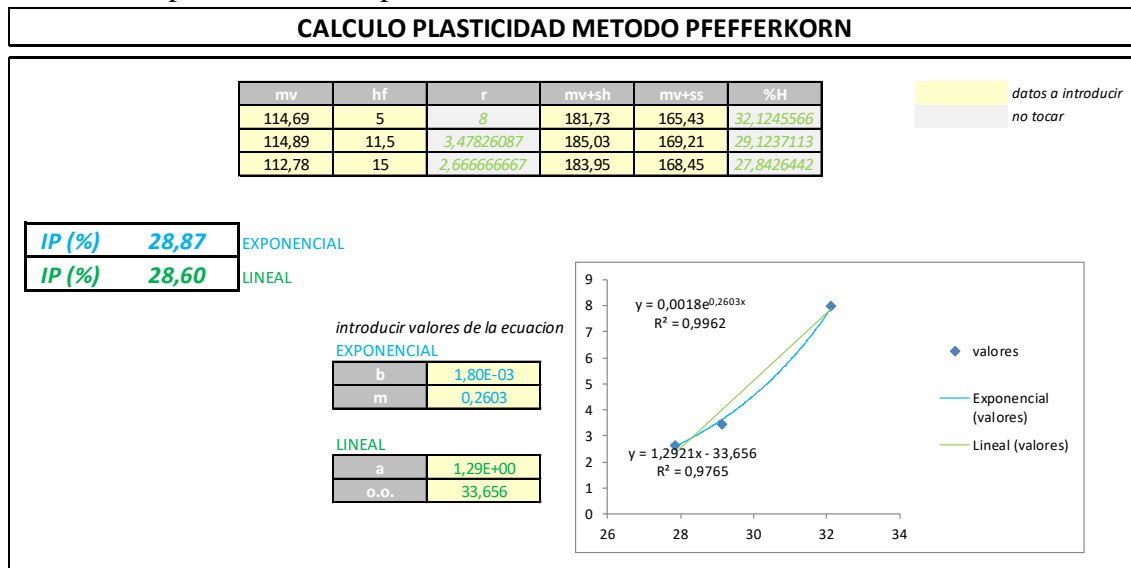 CALCULO PLASTICIDAD METODO PFEFFERKORN
mv hf r mv+sh mv+ss %H
114,69 5 8 181,73 165,43 32,1245566
114,89 11,5 3,47826087 185,03 169,21 29,1237113
112,78 15 2,666666667 183,95 168,45 27,8426442
datos a introducir
no tocar
IP (%) 28,87 EXPONENCIAL
IP (%) 28,60 LINEAL
introducir valores de la ecuacion
EXPONENCIAL
b 1,80E-03
m 0,2603
LINEAL
a 1,29E+00
o.o. 33,656
9
8
7
6
5
4
3
2
1
0
y = 0,0018e^0,2603x
R² = 0,9962
y = 1,2921x - 33,656
R² = 0,9765
26 28 30 32 34
valores
Exponencial
(valores)
Lineal (valores)